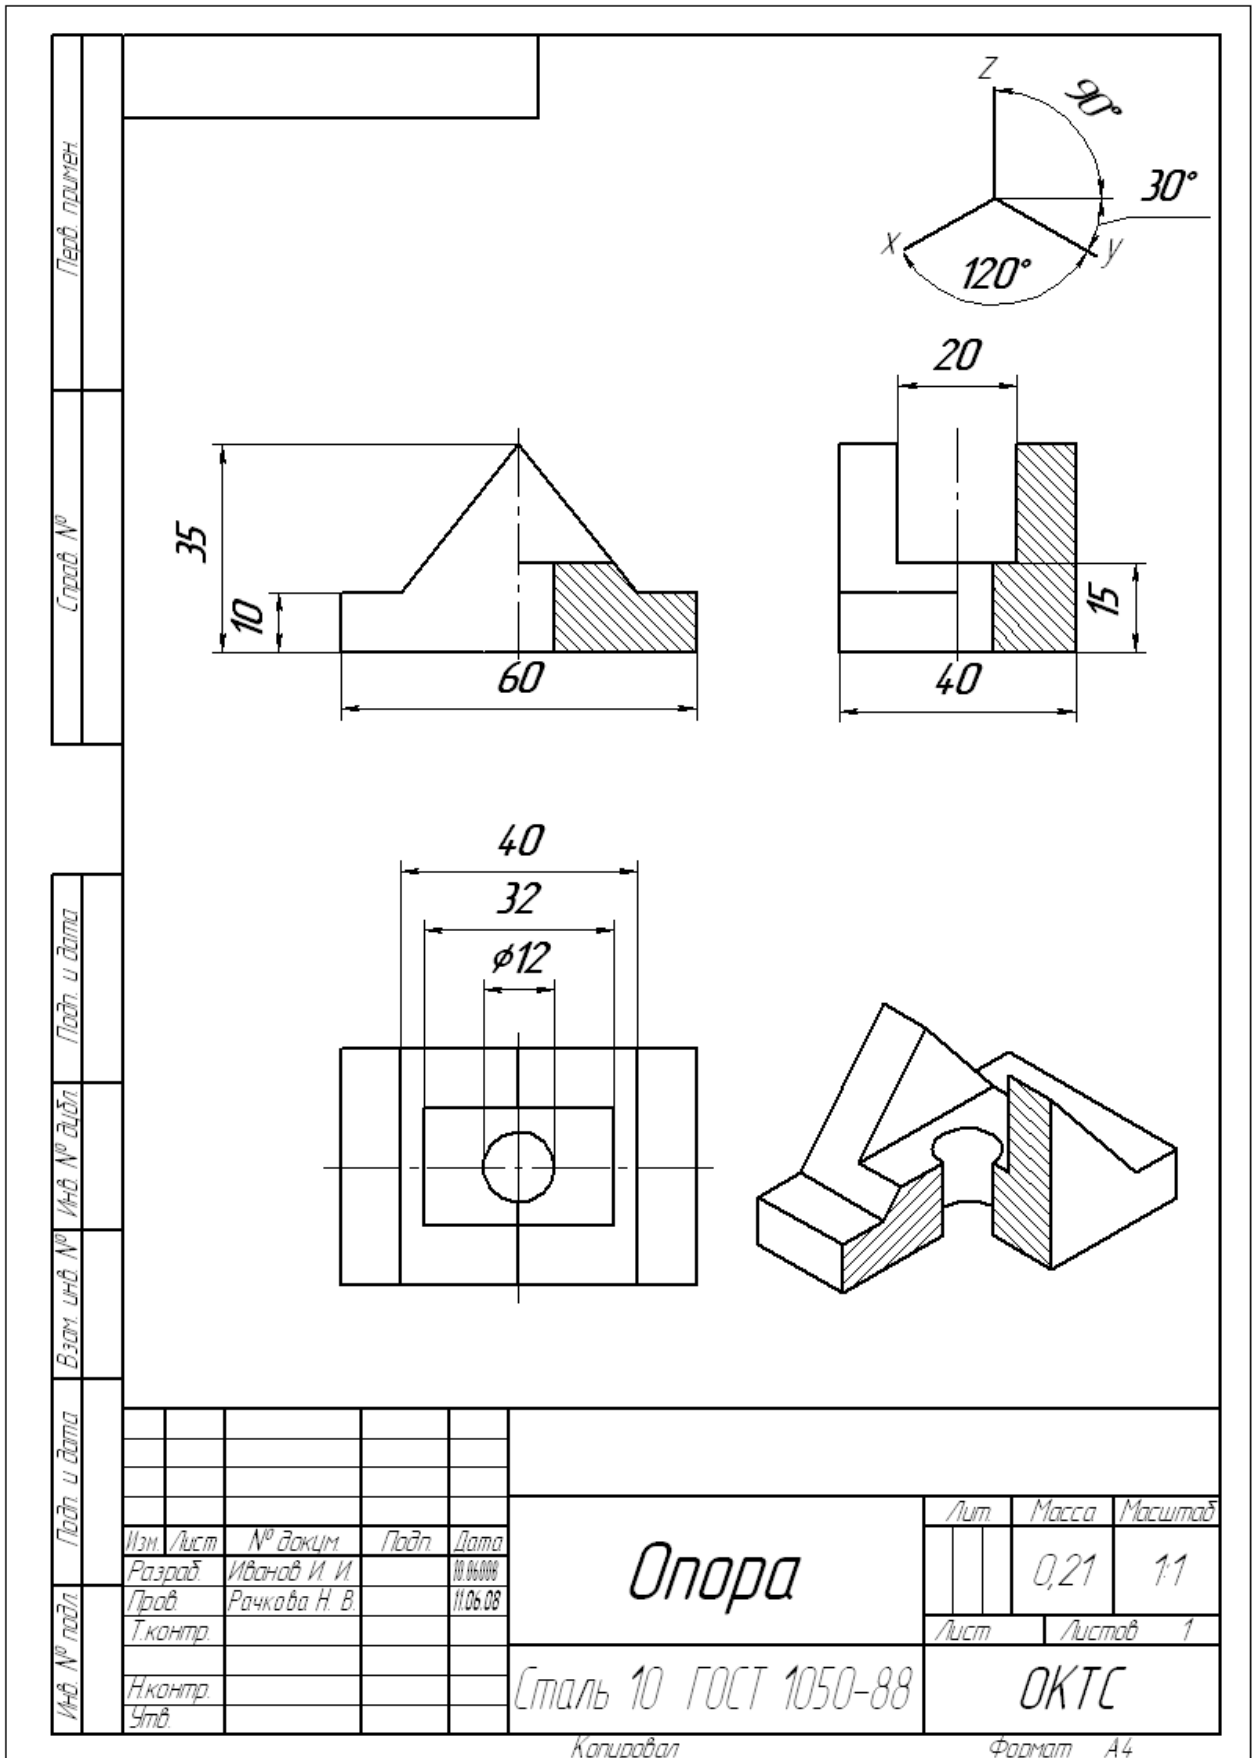 Z
90°
30°
X
120°
y
20
35
10
15
60
40
40
32
ϕ12
Перв. примен.
Справ. №
Подп. и дата
Инв. № дубл.
Взам. инв. №
Подп. и дата
Инв. № подл.
Лит. Масса Масштаб
Изм. Лист № докум. Подп. Дата
Разраб. Иванов И. И.
Опора
0,21 1:1
Пров. Рачкова Н. В. 11.06.08
Т.контр.
Лист Листов 1
Н.контр.
Сталь 10 ГОСТ 1050-88
ОКТС
Утв.
Копировал Формат А4